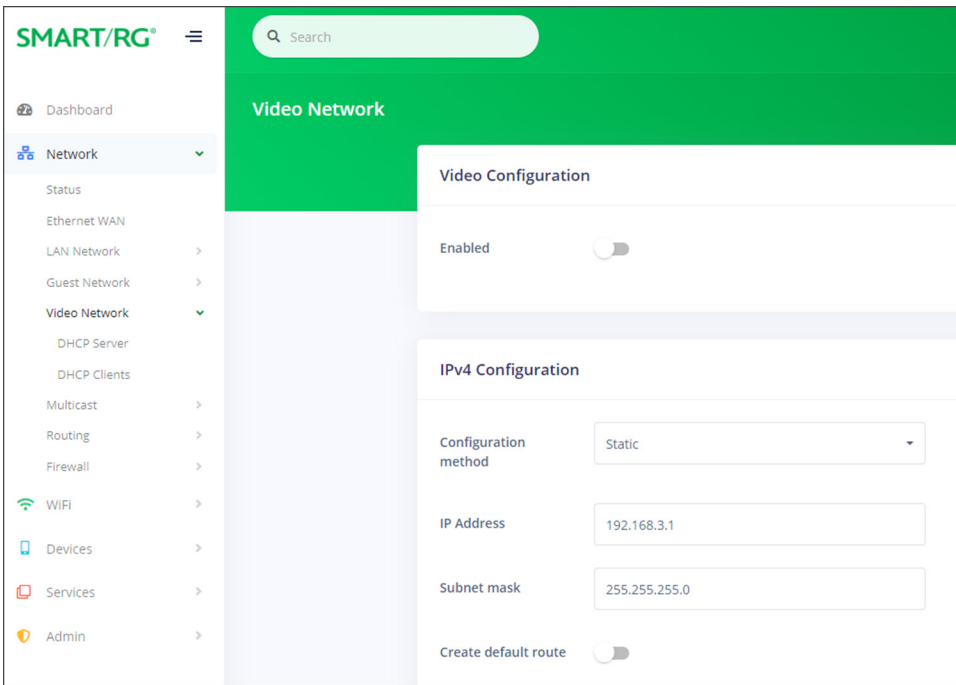 SMART/RG®
Search
Dashboard
Network
Status
Ethernet WAN
LAN Network
Guest Network
Video Network
DHCP Server
DHCP Clients
Multicast
Routing
Firewall
WiFi
Devices
Services
Admin
Video Network
Video Configuration
Enabled
IPv4 Configuration
Configuration
method
Static
IP Address
192.168.3.1
Subnet mask
255.255.255.0
Create default route